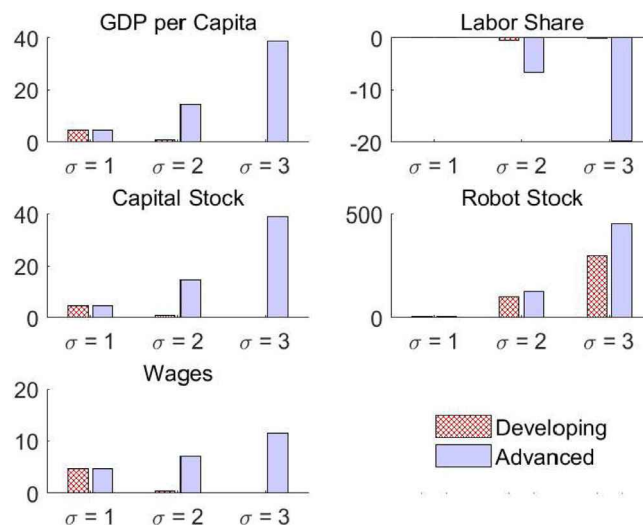 GDP per Capita
40
20
0
σ = 1 σ = 2 σ = 3
Labor Share
0
-10
-20
σ = 1 σ = 2 σ = 3
Capital Stock
40
20
0
σ = 1 σ = 2 σ = 3
Robot Stock
500
0
σ = 1 σ = 2 σ = 3
Wages
20
10
0
σ = 1 σ = 2 σ = 3
Developing
Advanced